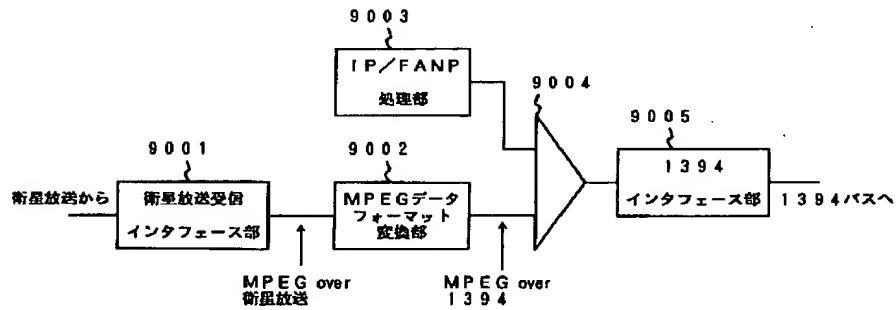 9003
IP/FANP
処理部
9004
9005
1394
インタフェース部
9001
9002
衛星放送から
衛星放送受信
インタフェース部
MPEGデータ
フォーマット
変換部
1394バスへ
MPEG over
衛星放送
MPEG over
1394